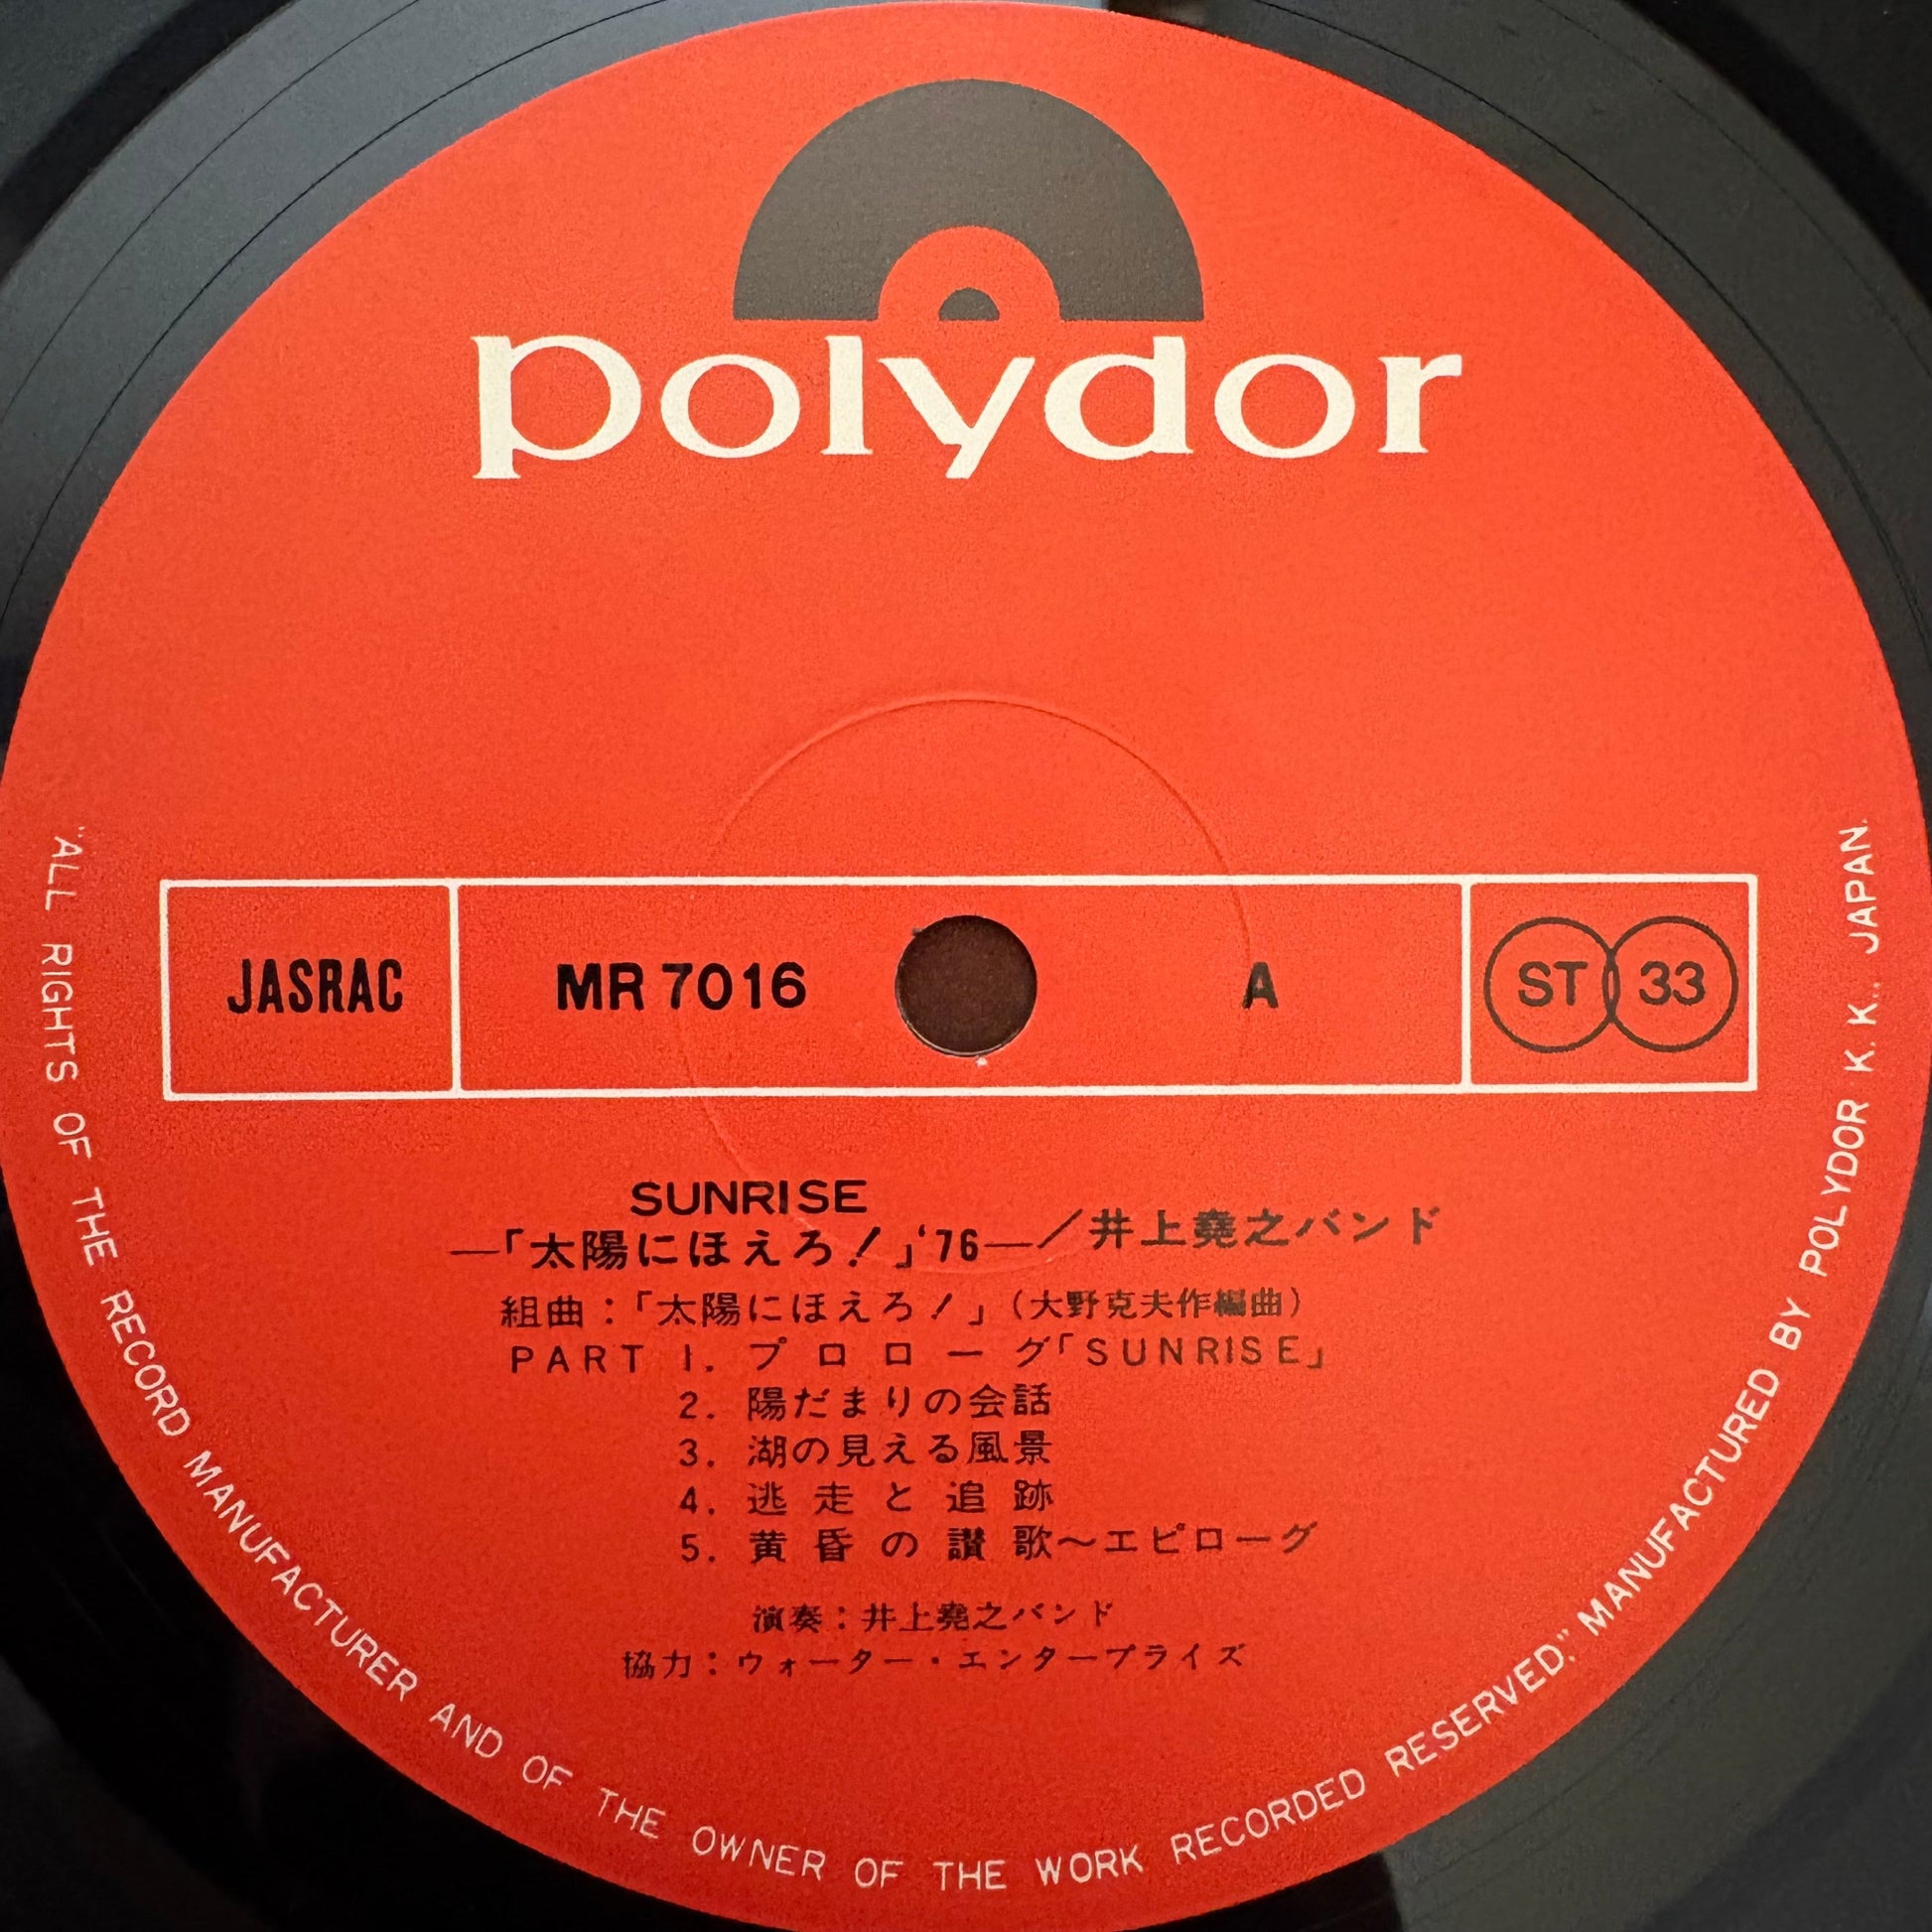 polydor
JASRAC
MR 7016
A
ST 33
SUNRISE
—「太陽にほえろ!」'76—／井上堯之バンド
組曲：「太陽にほえろ!」(大野克夫作編曲)
PART 1. プロローグ「SUNRISE」
2. 陽だまりの会話
3. 湖の見える風景
4. 逃走と追跡
5. 黄昏の讃歌〜エピローグ
演奏：井上堯之バンド
協力：ウォーター・エンタープライズ
"ALL RIGHTS OF THE RECORD MANUFACTURER AND OF THE OWNER OF THE WORK RECORDED RESERVED." MANUFACTURED BY POLYDOR K. K., JAPAN.